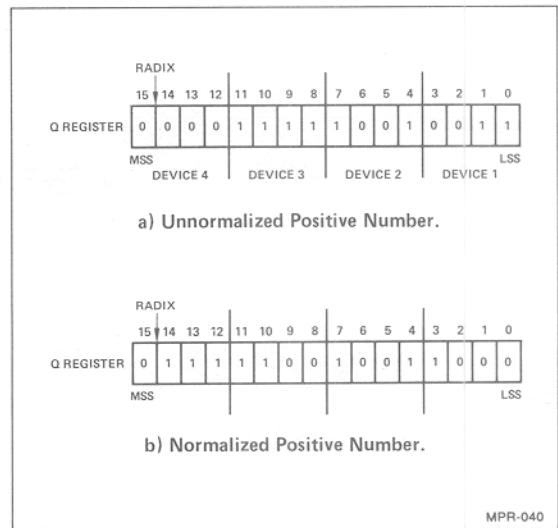 RADIX
15 14 13 12 11 10 9 8 7 6 5 4 3 2 1 0
Q REGISTER 0 0 0 0 1 1 1 1 1 0 0 1 0 0 1 1
MSS LSS
DEVICE 4 DEVICE 3 DEVICE 2 DEVICE 1
a) Unnormalized Positive Number.
RADIX
15 14 13 12 11 10 9 8 7 6 5 4 3 2 1 0
Q REGISTER 0 1 1 1 1 1 0 0 1 0 0 1 1 0 0 0
MSS LSS
b) Normalized Positive Number.
MPR-040